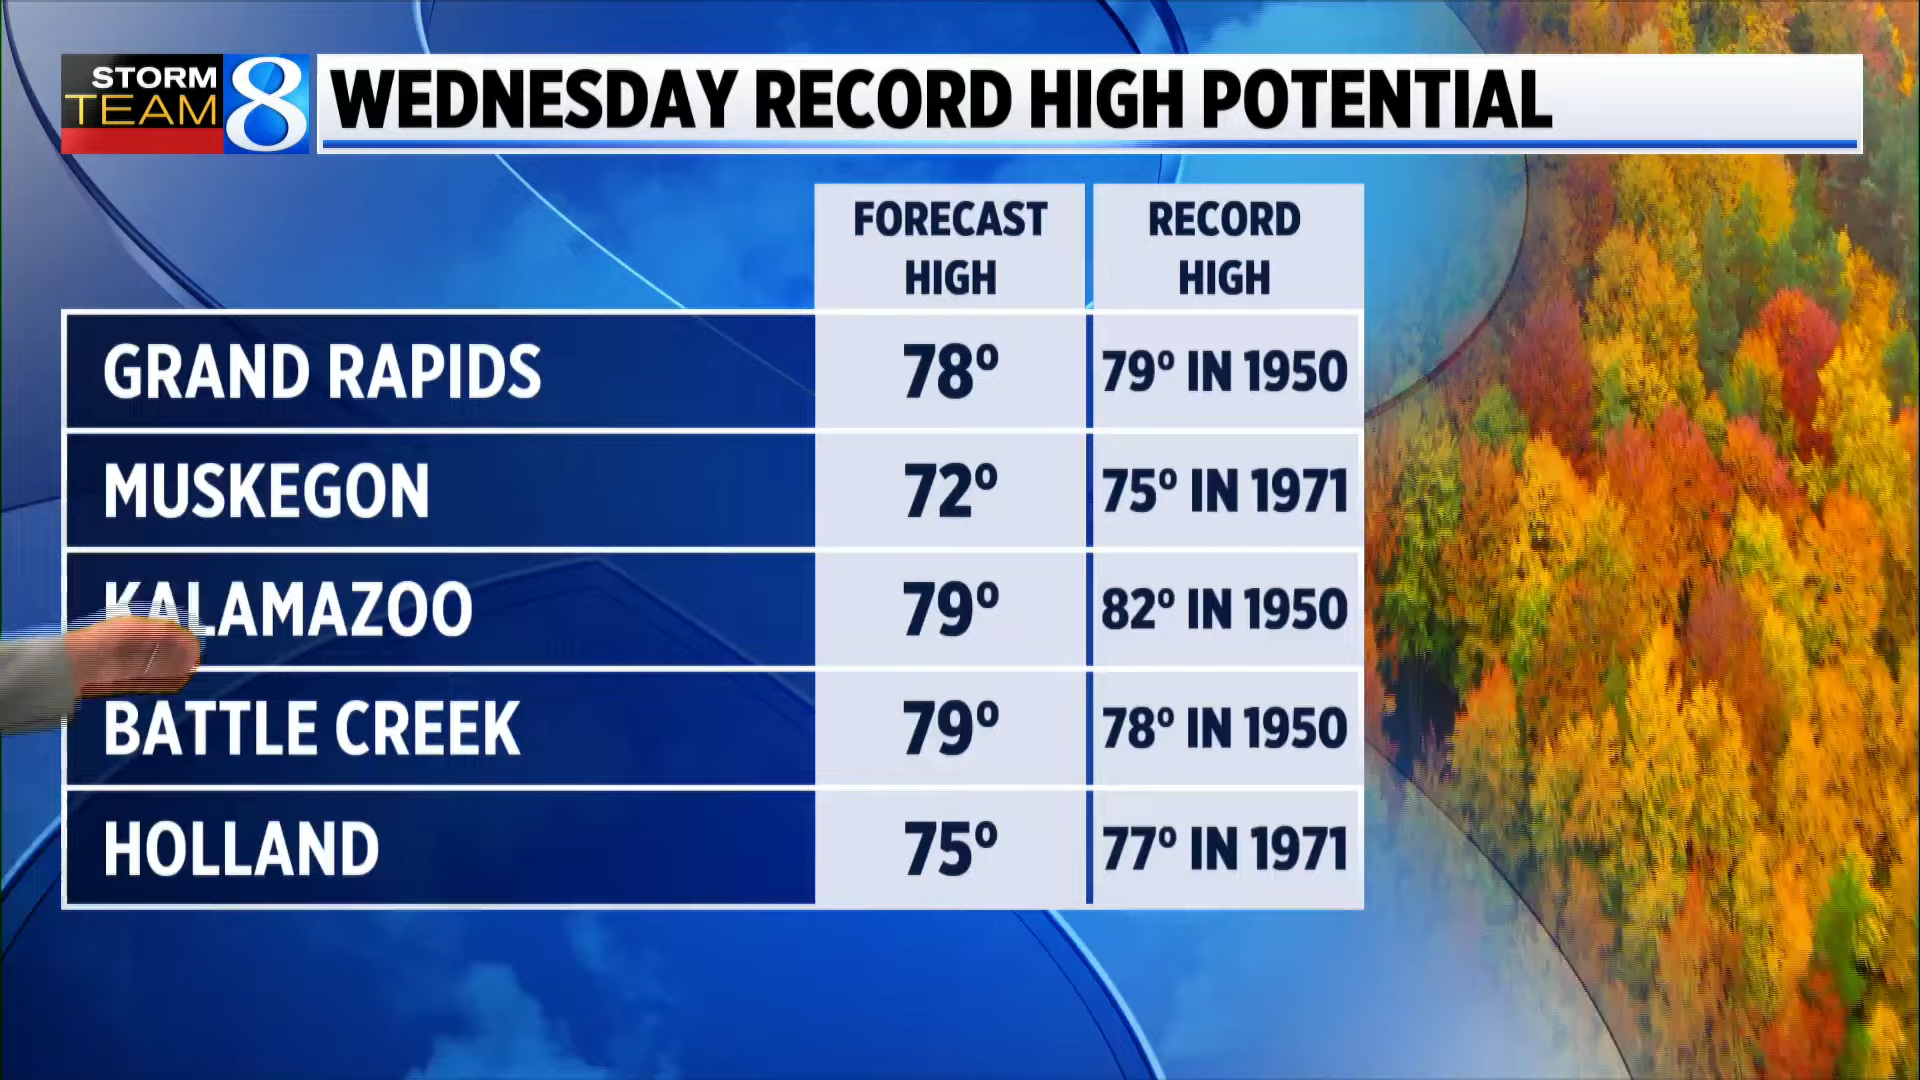 STORM
TEAM 8
WEDNESDAY RECORD HIGH POTENTIAL
FORECAST HIGH
RECORD HIGH
GRAND RAPIDS 78° 79° IN 1950
MUSKEGON 72° 75° IN 1971
KALAMAZOO 79° 82° IN 1950
BATTLE CREEK 79° 78° IN 1950
HOLLAND 75° 77° IN 1971